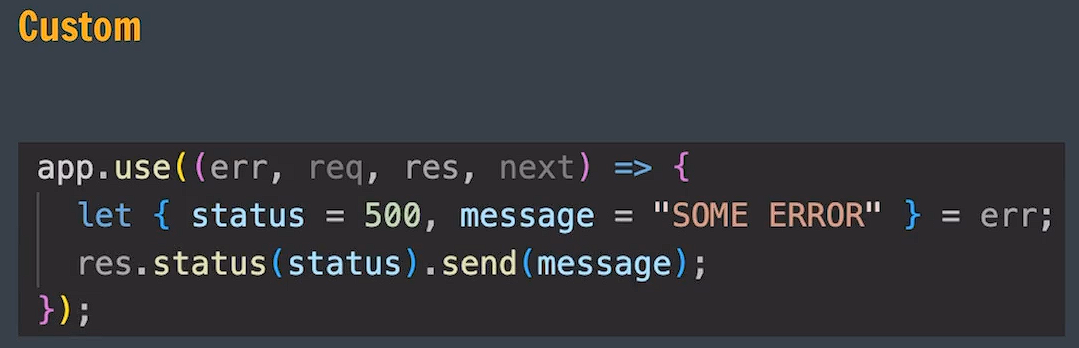 Custom
app.use((err, req, res, next) => {
  let { status = 500, message = "SOME ERROR" } = err;
  res.status(status).send(message);
});